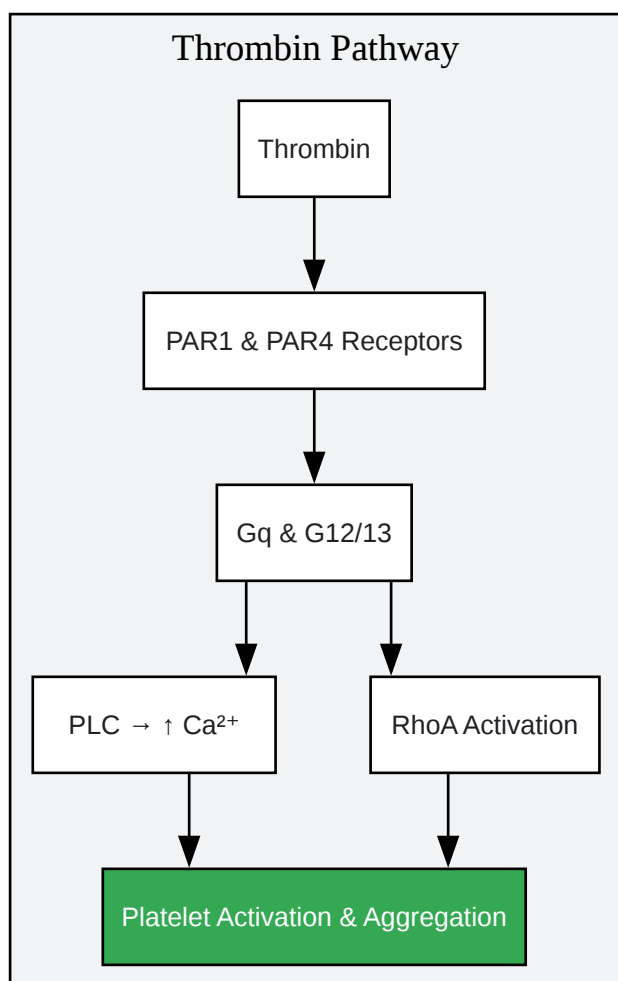 Thrombin Pathway
Thrombin
PAR1 & PAR4 Receptors
Gq & G12/13
PLC → ↑ Ca²⁺
RhoA Activation
Platelet Activation & Aggregation